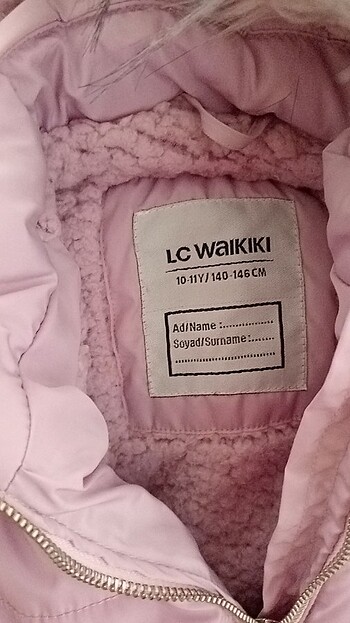 LC WAIKIKI
10-11Y/140-146 CM
Ad/Name :..................
Soyad/Surname:.......
..................................